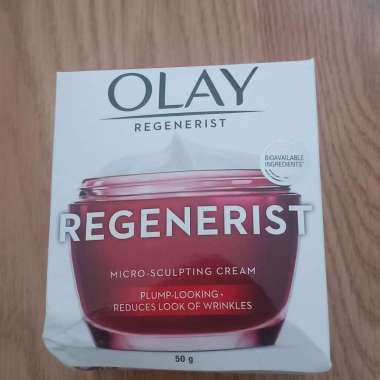 OLAY
REGENERIST
BIOAVAILABLE
INGREDIENTS*
REGENERIST
MICRO-SCULPTING CREAM
PLUMP-LOOKING •
REDUCES LOOK OF WRINKLES
50 g